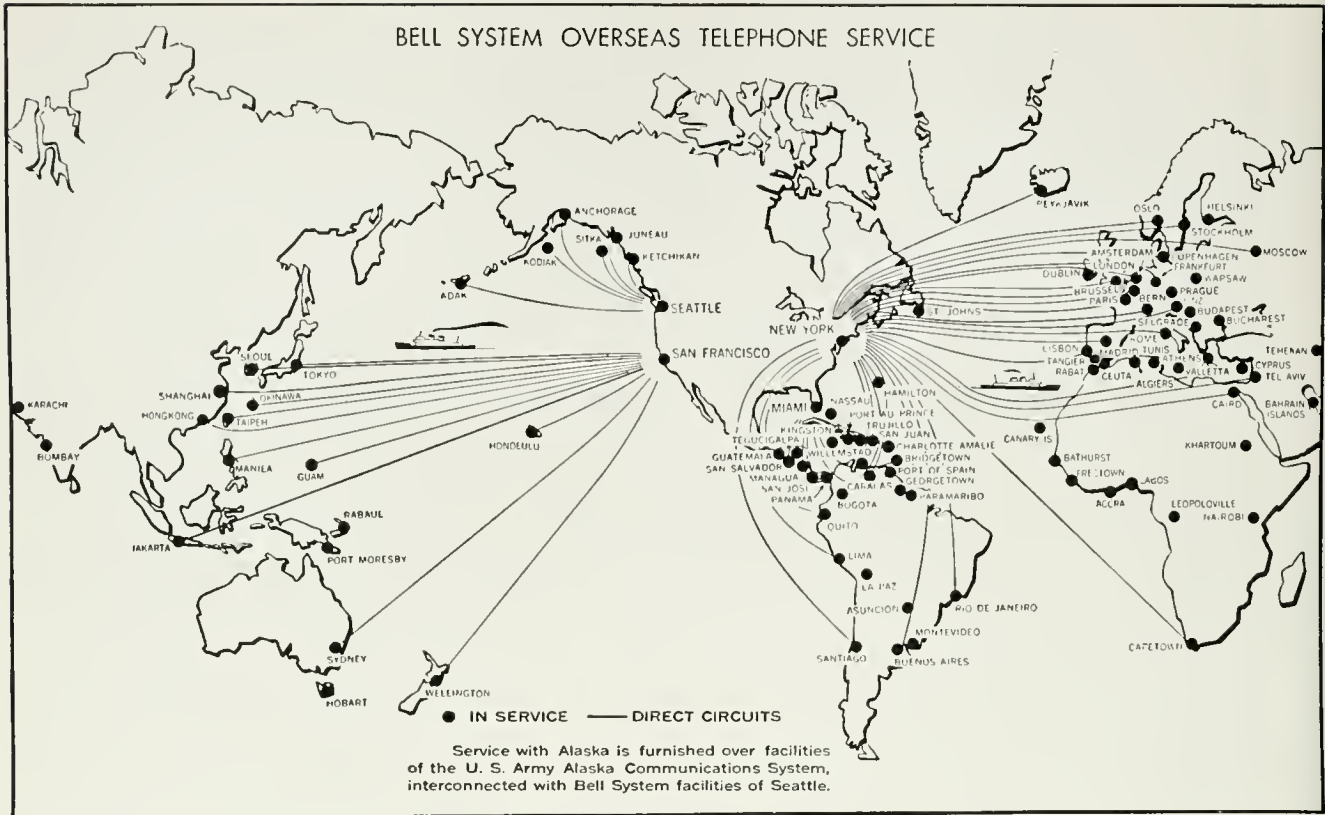 BELL SYSTEM OVERSEAS TELEPHONE SERVICE
REYKJAVIK
ANCHORAGE
OSLO
HELSINKI
JUNEAU
SITKA
STOCKHOLM
KODIAK
KETCHIKAN
AMSTERDAM
MOSCOW
DUBLIN
LONDON
FRANKFURT
WARSAW
ADAK
BRUSSELS
PRAGUE
PARIS
BERN
SEATTLE
ST. JOHNS
BUDAPEST
BUCHAREST
NEW YORK
ROME
SEOUL
SAN FRANCISCO
LISBON
MADRID
TUNIS
TEHERAN
TOKYO
TANGIER
ATHENS
CYPRUS
RABAT
CEUTA
VALLETTA
TEL AVIV
ALGIERS
SHANGHAI
HAMILTON
NASSAU
KARACHI
OKINAWA
MIAMI
PORT AU PRINCE
CAIRO
BAHRAIN
ISLANDS
HONGKONG
TAIPEH
TRUJILLO
KINGSTON
SAN JUAN
CANARY IS
BOMBAY
HONOLULU
TEGUCIGALPA
CHARLOTTE AMALIE
KHARTOUM
GUATEMALA
WILLEMSTAD
BRIDGETOWN
MANILA
SAN SALVADOR
PORT OF SPAIN
BATHURST
GUAM
MANAGUA
CARACAS
GEORGETOWN
FREETOWN
LAGOS
SAN JOSE
PARAMARIBO
PANAMA
BOGOTA
ACCRA
RABAUL
LEOPOLDVILLE
NAIROBI
QUITO
JAKARTA
PORT MORESBY
LIMA
LA PAZ
ASUNCION
RIO DE JANEIRO
MONTEVIDEO
SYDNEY
SANTIAGO
BUENOS AIRES
CAPETOWN
WELLINGTON
HOBART
IN SERVICE DIRECT CIRCUITS
Service with Alaska is furnished over facilities
of the U. S. Army Alaska Communications System,
interconnected with Bell System facilities of Seattle.